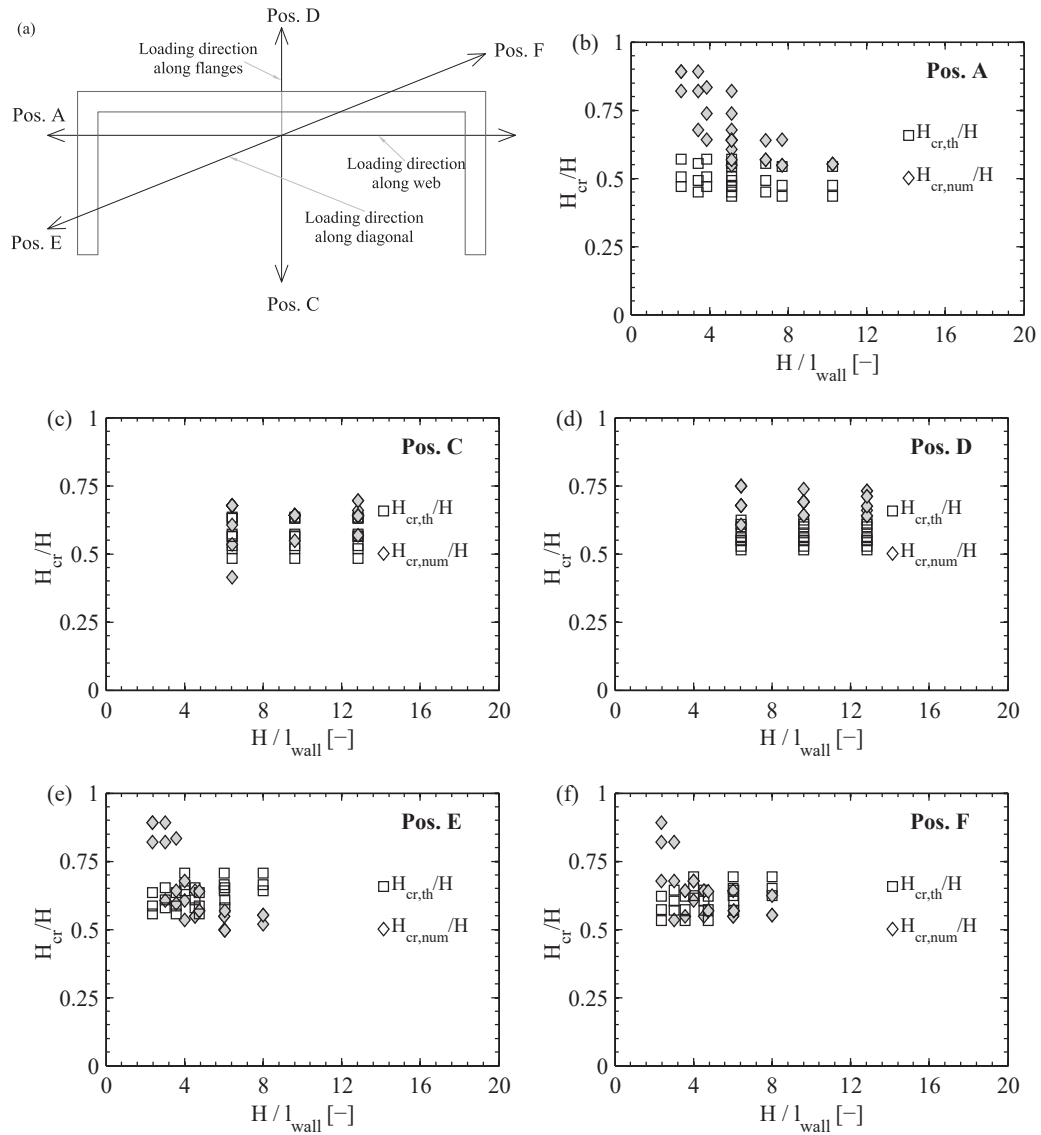 (a)
Pos. D
Loading direction
along flanges
Pos. F
Pos. A
Loading direction
along web
Loading direction
along diagonal
Pos. E
Pos. C
(b)
Pos. A
1
0.75
0.5
0.25
0
H_cr/H
H_cr,th/H
H_cr,num/H
0 4 8 12 16 20
H / l_wall [−]
(c)
Pos. C
1
0.75
0.5
0.25
0
H_cr/H
H_cr,th/H
H_cr,num/H
0 4 8 12 16 20
H / l_wall [−]
(d)
Pos. D
1
0.75
0.5
0.25
0
H_cr/H
H_cr,th/H
H_cr,num/H
0 4 8 12 16 20
H / l_wall [−]
(e)
Pos. E
1
0.75
0.5
0.25
0
H_cr/H
H_cr,th/H
H_cr,num/H
0 4 8 12 16 20
H / l_wall [−]
(f)
Pos. F
1
0.75
0.5
0.25
0
H_cr/H
H_cr,th/H
H_cr,num/H
0 4 8 12 16 20
H / l_wall [−]